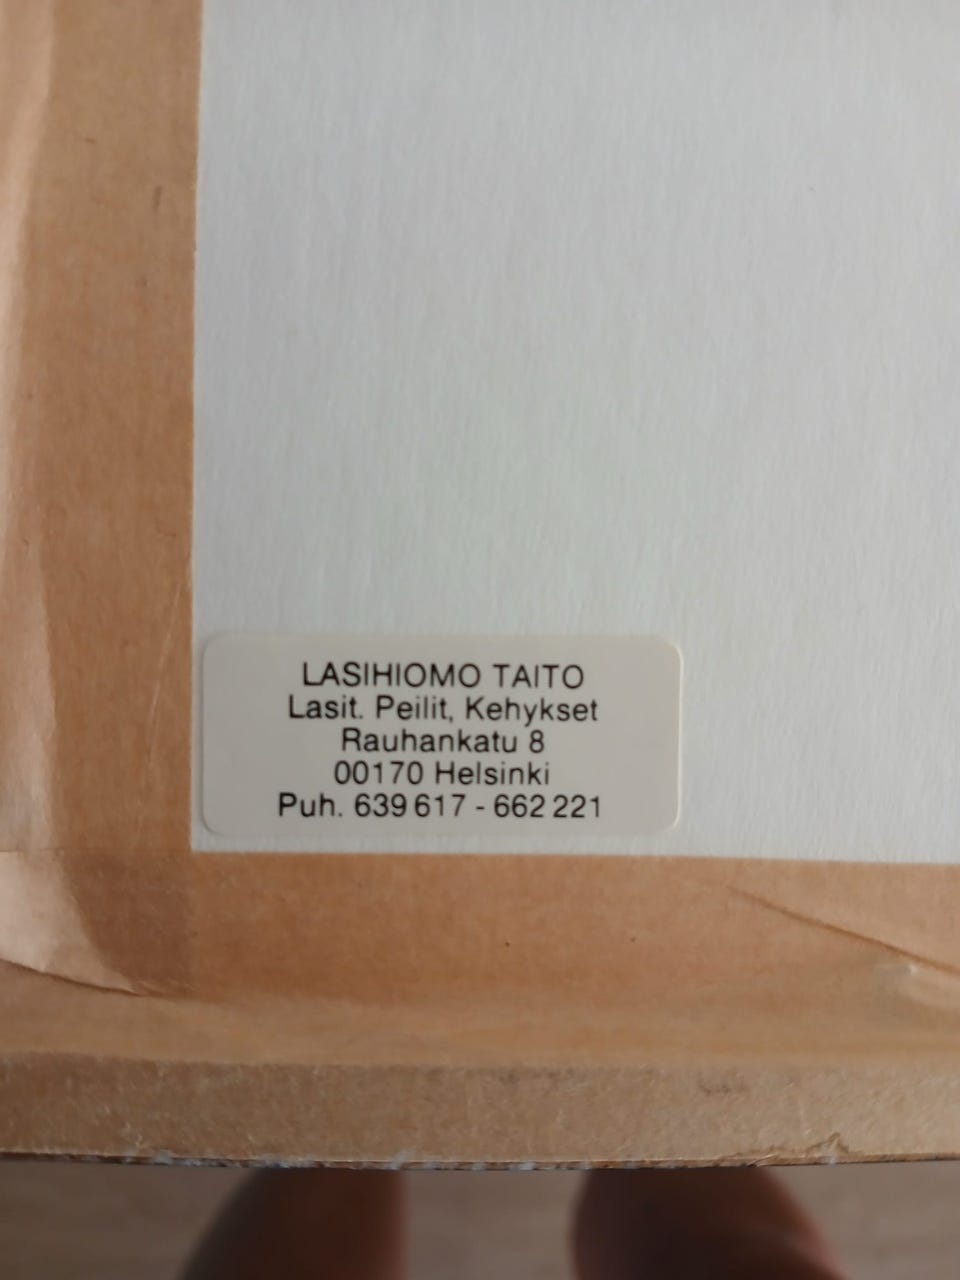 LASIHIOMO TAITO
Lasit. Peilit, Kehykset
Rauhankatu 8
00170 Helsinki
Puh. 639 617 - 662 221